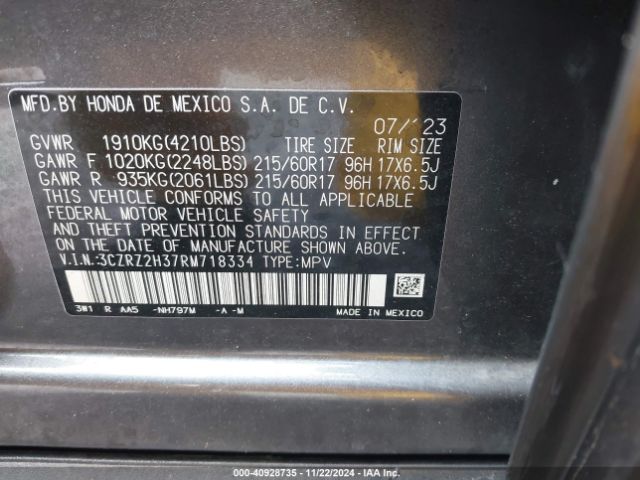 MFD.BY HONDA DE MEXICO S.A. DE C.V.
07/'23
GVWR 1910KG(4210LBS) TIRE SIZE RIM SIZE
GAWR F 1020KG(2248LBS) 215/60R17 96H 17X6.5J
GAWR R 935KG(2061LBS) 215/60R17 96H 17X6.5J
THIS VEHICLE CONFORMS TO ALL APPLICABLE
FEDERAL MOTOR VEHICLE SAFETY
AND THEFT PREVENTION STANDARDS IN EFFECT
ON THE DATE OF MANUFACTURE SHOWN ABOVE.
V.I.N.:3CZRZ2H37RM718334 TYPE:MPV
3W1 R AA5 -NH797M -A -M MADE IN MEXICO
000-40928735 - 11/22/2024 - IAA Inc.